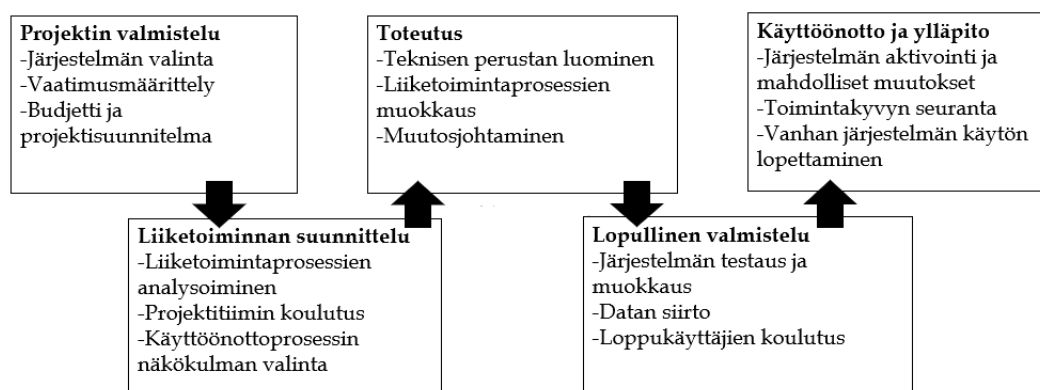 Projektin valmistelu
-Järjestelmän valinta
-Vaatimusmäärittely
-Budjetti ja
projektisuunnitelma
Liiketoiminnan suunnittelu
-Liiketoimintaprosessien
analysoiminen
-Projektitiimin koulutus
-Käyttöönottoprosessin
näkökulman valinta
Toteutus
-Teknisen perustan luominen
-Liiketoimintaprosessien
muokkaus
-Muutosjohtaminen
Lopullinen valmistelu
-Järjestelmän testaus ja
muokkaus
-Datan siirto
-Loppukäyttäjien koulutus
Käyttöönotto ja ylläpito
-Järjestelmän aktivointi ja
mahdolliset muutokset
-Toimintakyvyn seuranta
-Vanhan järjestelmän käytön
lopettaminen